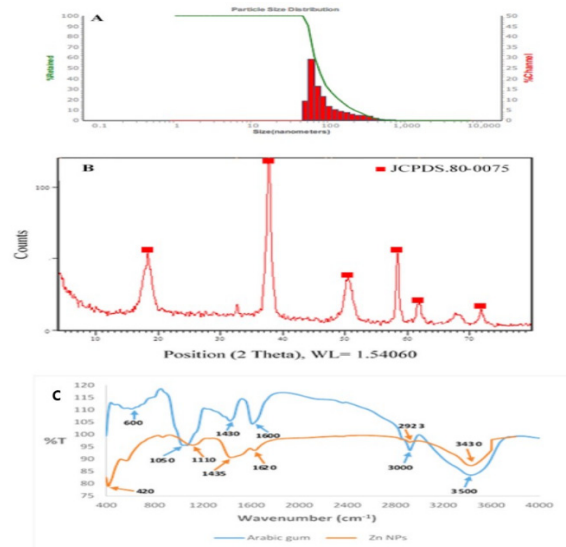 Particle Size Distribution
A
%Retained
100
90
80
70
60
50
40
30
20
10
0
50
45
40
35
30
25
20
15
10
5
0
%Channel
0.1 1 10 100 1,000 10,000
Size(nanometers)
B
JCPDS.80-0075
Counts
100
0
10 20 30 40 50 60 70
Position (2 Theta), WL= 1.54060
C
%T
120
115
110
105
100
95
90
85
80
75
600
1050
1110
1430
1435
1600
1620
420
2923
3000
3430
3500
400 800 1200 1600 2000 2400 2800 3200 3600 4000
Wavenumber (cm-1)
Arabic gum
Zn NPs